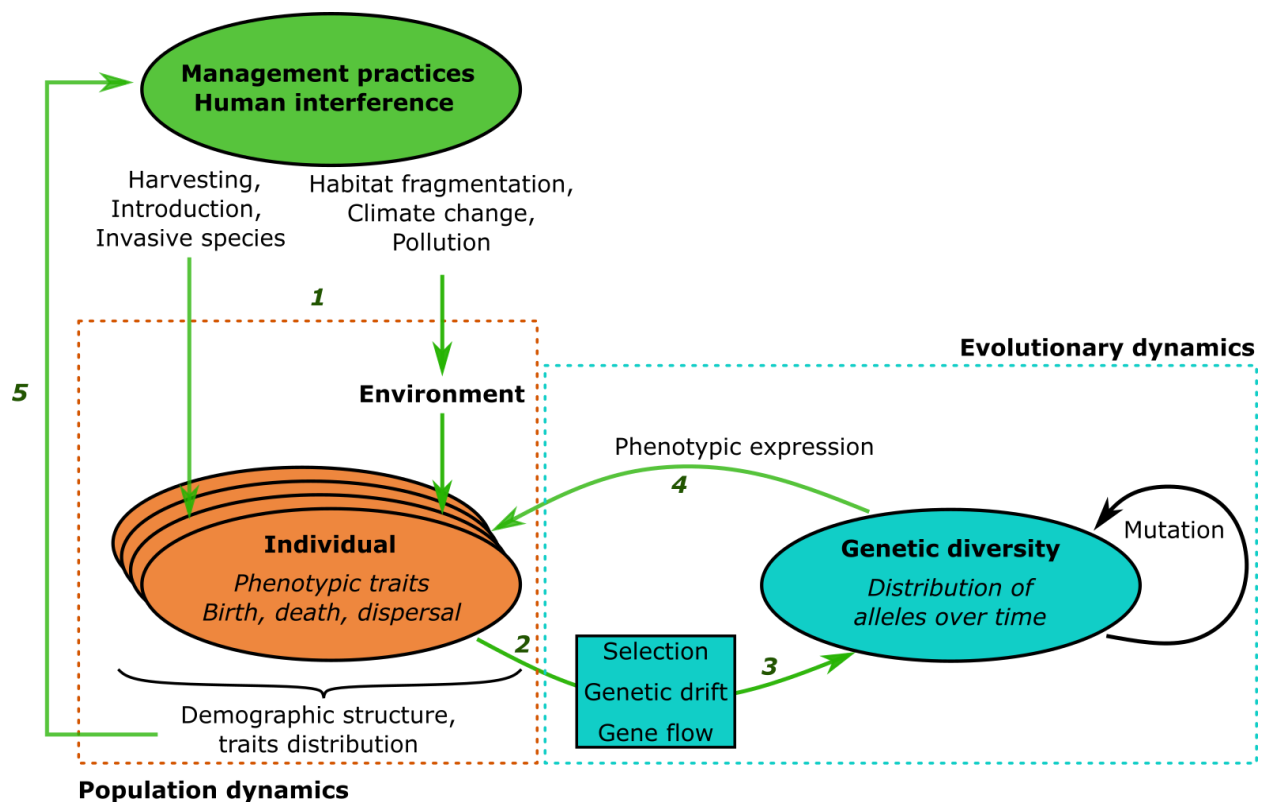 Management practices
Human interference
Harvesting,
Introduction,
Invasive species
Habitat fragmentation,
Climate change,
Pollution
1
Evolutionary dynamics
5
Environment
Phenotypic expression
4
Individual
Phenotypic traits
Birth, death, dispersal
Genetic diversity
Distribution of
alleles over time
Mutation
2
Selection
Genetic drift
Gene flow
3
Demographic structure,
traits distribution
Population dynamics